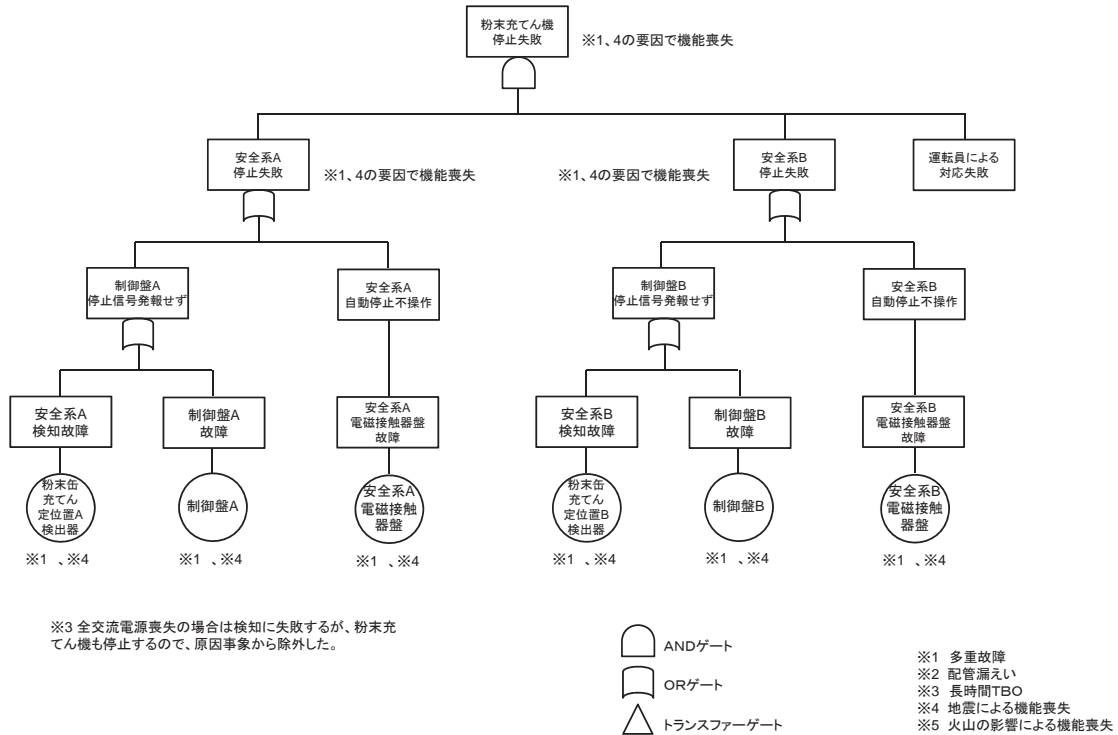 粉末充てん機
停止失敗
※1、4の要因で機能喪失
安全系A
停止失敗
※1、4の要因で機能喪失
※1、4の要因で機能喪失
安全系B
停止失敗
運転員による
対応失敗
制御盤A
停止信号発報せず
安全系A
自動停止不操作
制御盤B
停止信号発報せず
安全系B
自動停止不操作
安全系A
検知故障
制御盤A
故障
安全系A
電磁接触器盤
故障
安全系B
検知故障
制御盤B
故障
安全系B
電磁接触器盤
故障
粉末缶
充てん
定位置A
検出器
制御盤A
安全系A
電磁接触
器盤
粉末缶
充てん
定位置B
検出器
制御盤B
安全系B
電磁接触
器盤
※1 、※4
※1 、※4
※1 、※4
※1 、※4
※1 、※4
※1 、※4
※3 全交流電源喪失の場合は検知に失敗するが、粉末充
てん機も停止するので、原因事象から除外した。
ANDゲート
ORゲート
トランスファーゲート
※1 多重故障
※2 配管漏えい
※3 長時間TBO
※4 地震による機能喪失
※5 火山の影響による機能喪失